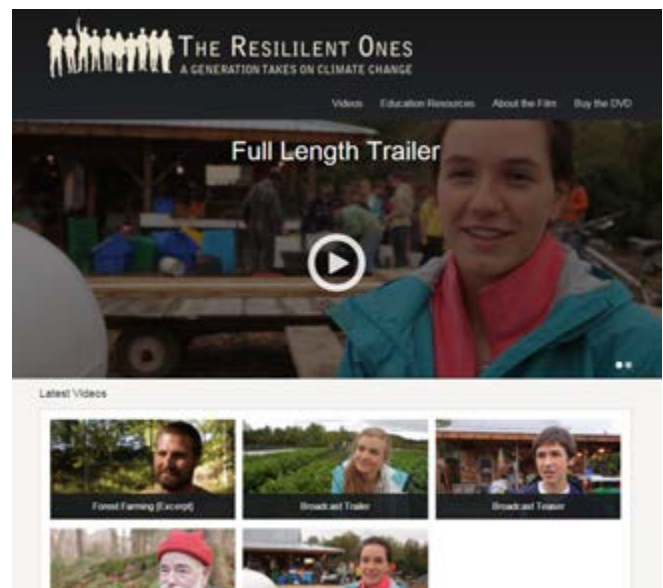 THE RESILILENT ONES
A GENERATION TAKES ON CLIMATE CHANGE
Videos Education Resources About the Film Buy the DVD
Full Length Trailer
Latest Videos
Forest Farming (Excerpt) Broadcast Trailer Broadcast Teaser